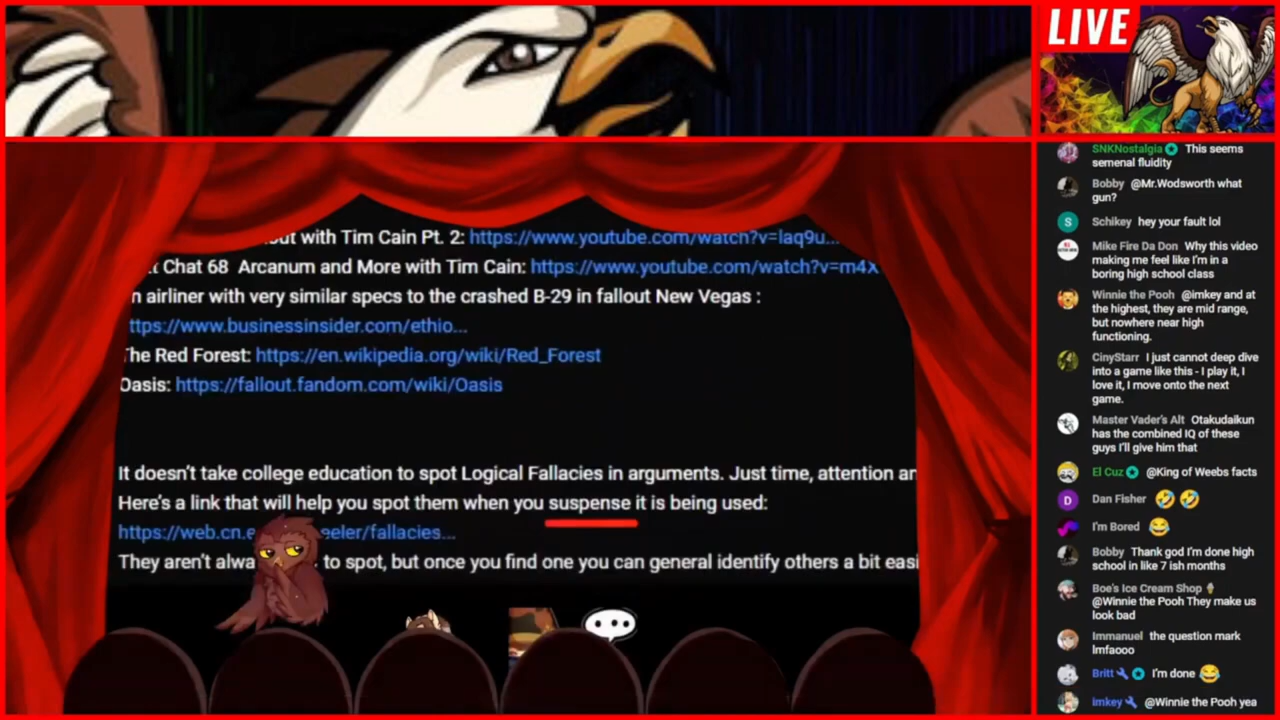 LIVE
out with Tim Cain Pt. 2: https://www.youtube.com/watch?v=laq9u...
Chat 68 Arcanum and More with Tim Cain: https://www.youtube.com/watch?v=m4X
n airliner with very similar specs to the crashed B-29 in fallout New Vegas :
ttps://www.businessinsider.com/ethio...
The Red Forest: https://en.wikipedia.org/wiki/Red_Forest
Oasis: https://fallout.fandom.com/wiki/Oasis
It doesn't take college education to spot Logical Fallacies in arguments. Just time, attention an
Here's a link that will help you spot them when you suspense it is being used:
https://web.cn.e eeler/fallacies...
They aren't alwa to spot, but once you find one you can general identify others a bit easi
SNKNostalgia This seems
semenal fluidity
Bobby @Mr.Wodsworth what
gun?
S
Schikey hey your fault lol
Mike Fire Da Don Why this video
making me feel like I'm in a
boring high school class
Winnie the Pooh @imkey and at
the highest, they are mid range,
but nowhere near high
functioning.
CinyStarr I just cannot deep dive
into a game like this - I play it, I
love it, I move onto the next
game.
Master Vader's Alt Otakudaikun
has the combined IQ of these
guys I'll give him that
El Cuz @King of Weebs facts
D
Dan Fisher 🤣🤣
I'm Bored 😂
Bobby Thank god I'm done high
school in like 7 ish months
Boe's Ice Cream Shop 🍦
@Winnie the Pooh They make us
look bad
Immanuel the question mark
lmfaooo
Britt I'm done 😂
imkey @Winnie the Pooh yea